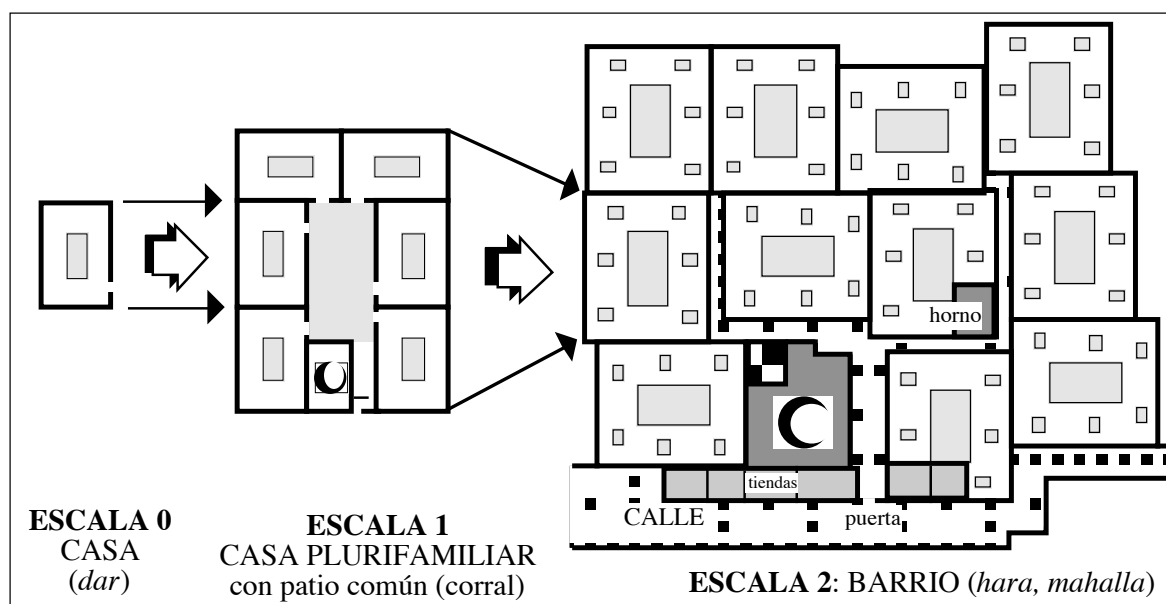 horno
tiendas
CALLE
puerta
ESCALA 0
CASA
(dar)
ESCALA 1
CASA PLURIFAMILIAR
con patio común (corral)
ESCALA 2: BARRIO (hara, mahalla)